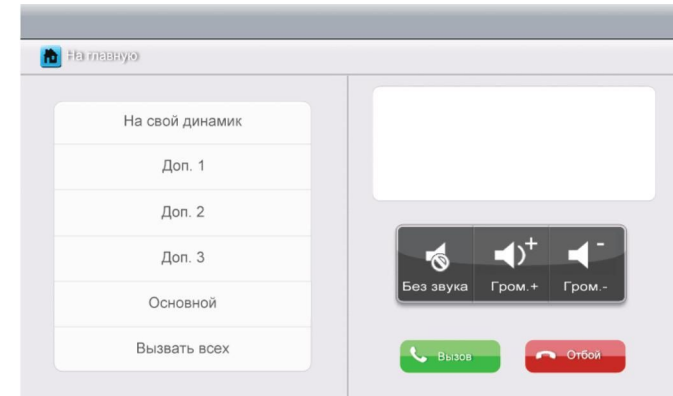 На главную
На свой динамик
Доп. 1
Доп. 2
Доп. 3
Основной
Вызвать всех
Без звука Гром.+ Гром.-
Вызов Отбой